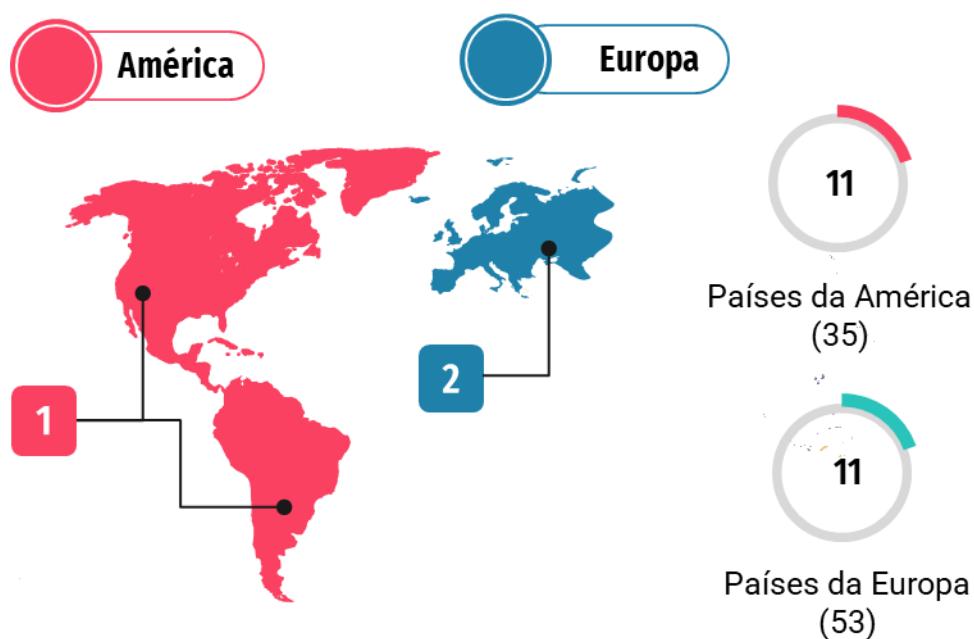 América
Europa
1
2
11
Países da América
(35)
11
Países da Europa
(53)